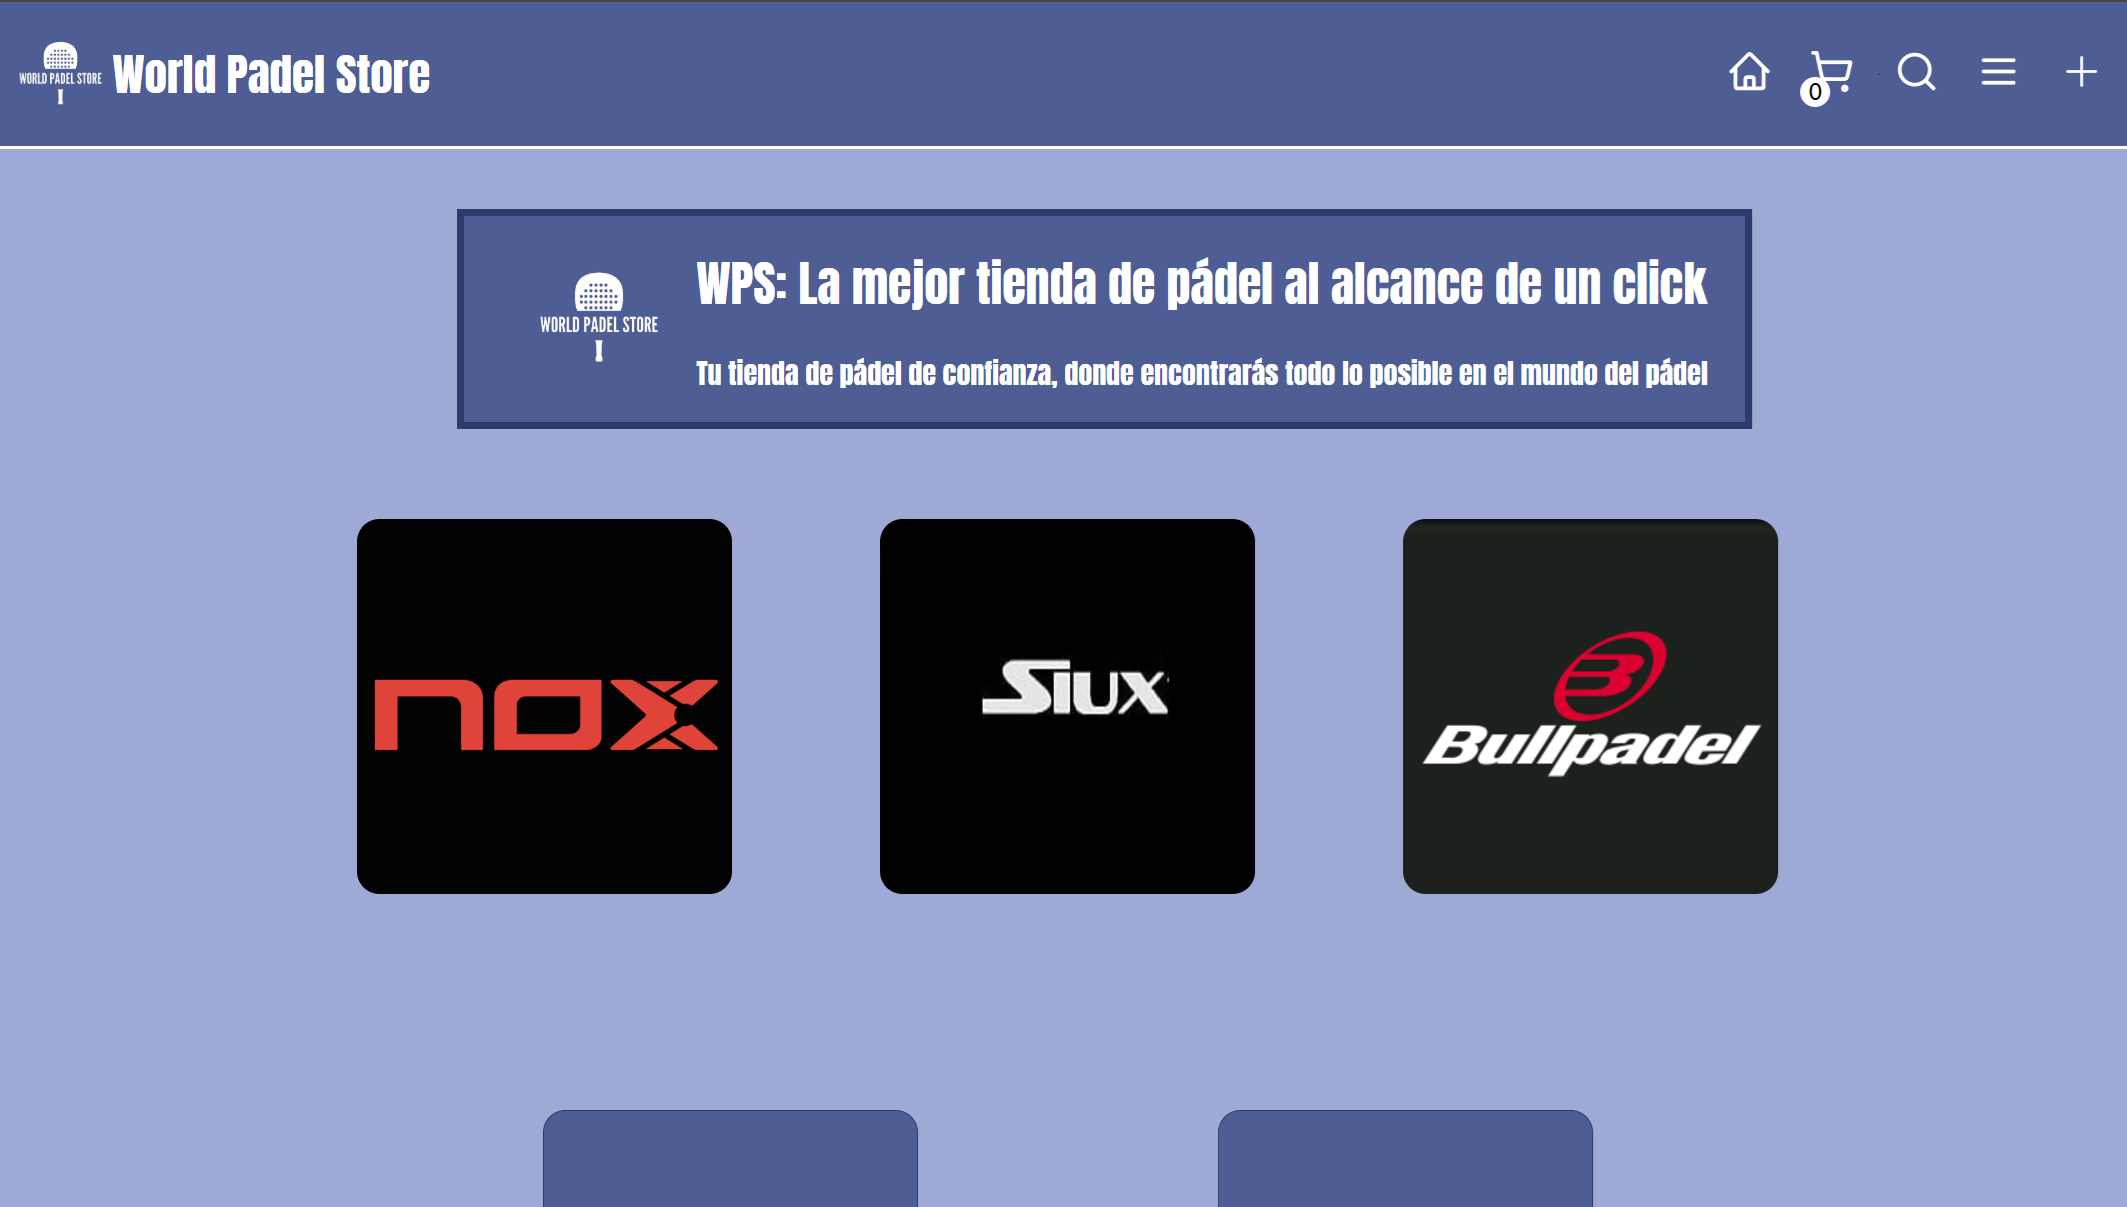 WORLD PADEL STORE
World Padel Store
0
WPS: La mejor tienda de pádel al alcance de un click
WORLD PADEL STORE
Tu tienda de pádel de confianza, donde encontrarás todo lo posible en el mundo del pádel
nox
SIUX
B
Bullpadel